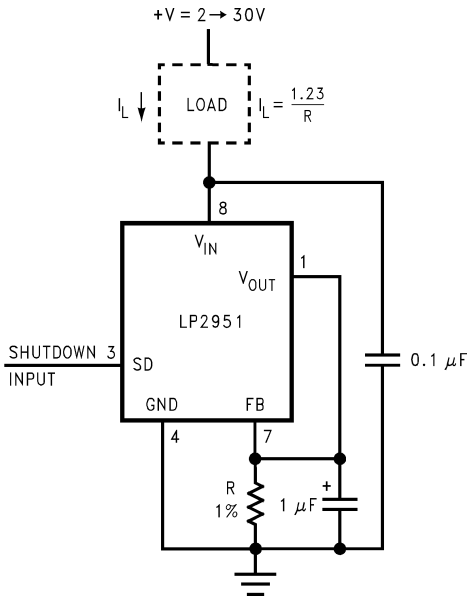 +V = 2→30V
I_L ↓
LOAD
I_L = 1.23
R
8
V_IN
1
V_OUT
LP2951
SHUTDOWN 3
INPUT
SD
0.1 μF
GND
FB
4
7
R
1%
+
1 μF